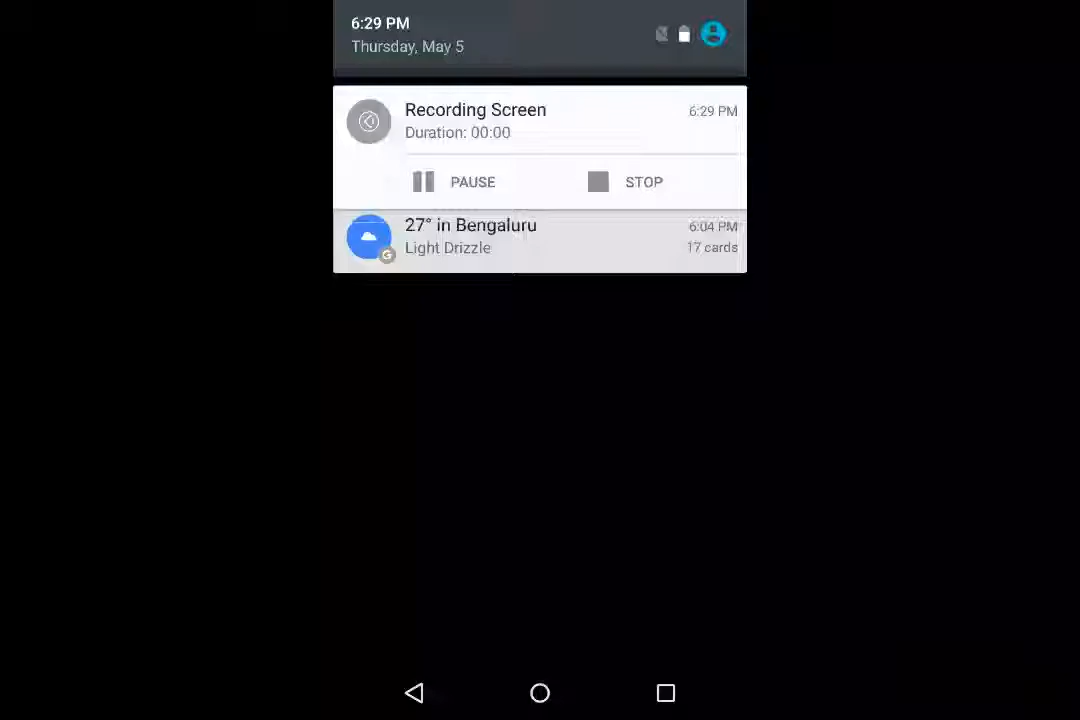 6:29 PM
Thursday, May 5
Recording Screen 6:29 PM
Duration: 00:00
PAUSE STOP
27° in Bengaluru 6:04 PM
Light Drizzle 17 cards
G